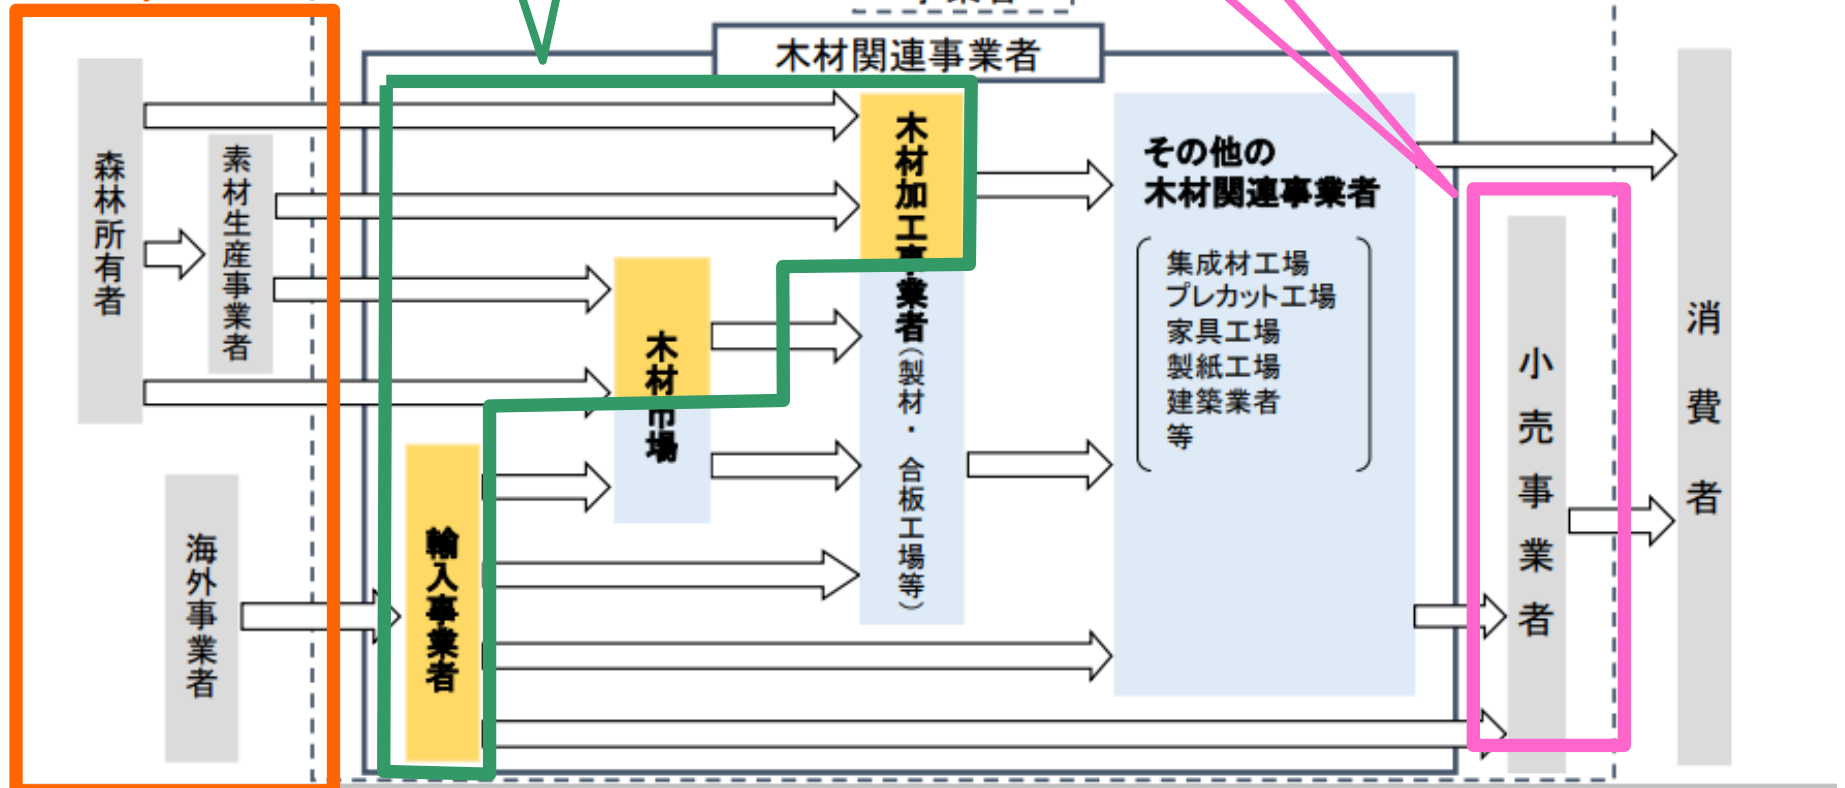 木材関連事業者
森林所有者
素材生産事業者
海外事業者
輸入事業者
木材市場
木材加工事業者(製材・合板工場等)
その他の
木材関連事業者
集成材工場
プレカット工場
家具工場
製紙工場
建築業者
等
小売事業者
消費者